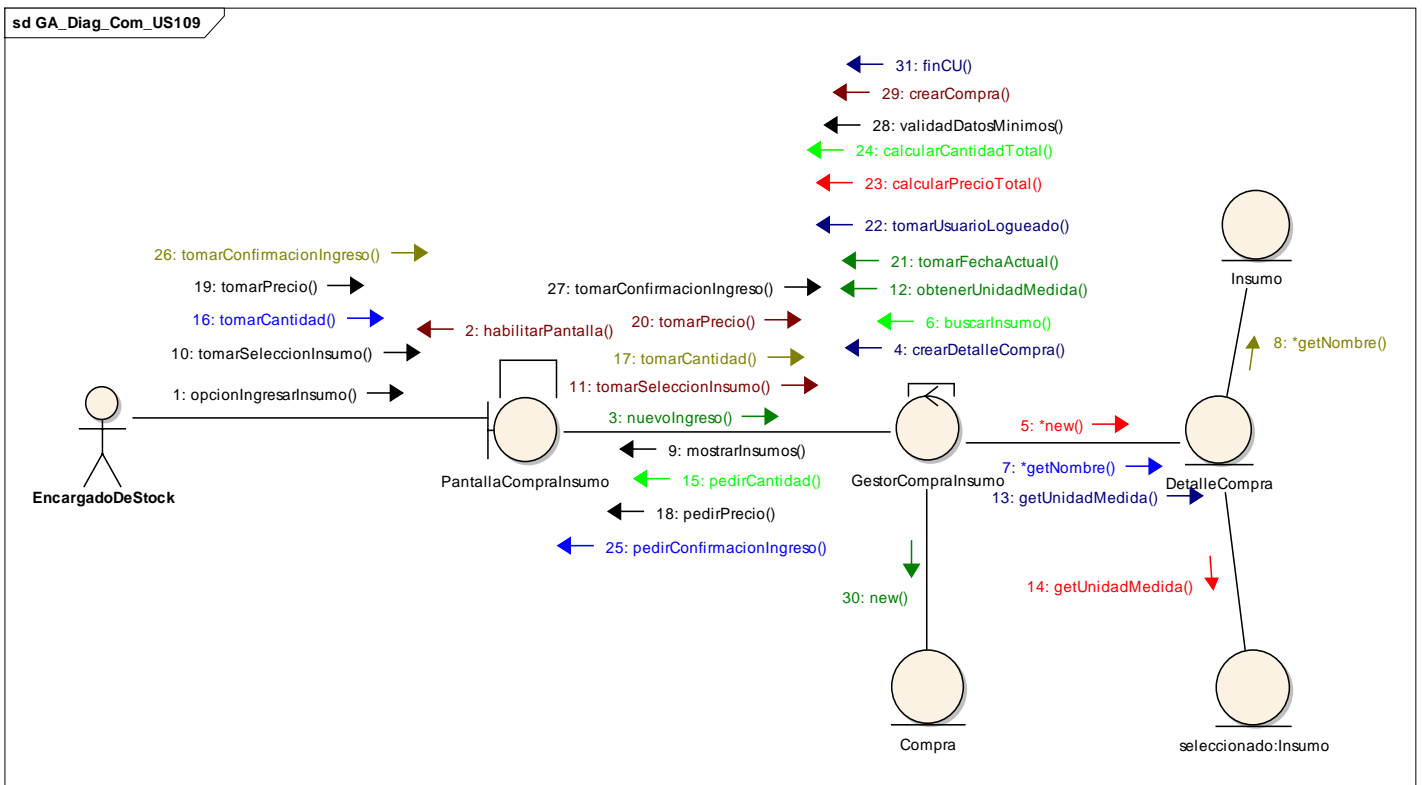 sd GA_Diag_Com_US109
31: finCU()
29: crearCompra()
28: validadDatosMinimos()
24: calcularCantidadTotal()
23: calcularPrecioTotal()
22: tomarUsuarioLogueado()
26: tomarConfirmacionIngreso()
21: tomarFechaActual()
Insumo
19: tomarPrecio()
27: tomarConfirmacionIngreso()
12: obtenerUnidadMedida()
16: tomarCantidad()
2: habilitarPantalla()
20: tomarPrecio()
6: buscarInsumo()
8: *getNombre()
10: tomarSeleccionInsumo()
17: tomarCantidad()
4: crearDetalleCompra()
1: opcionIngresarInsumo()
11: tomarSeleccionInsumo()
3: nuevoIngreso()
5: *new()
9: mostrarInsumos()
7: *getNombre()
EncargadoDeStock
PantallaCompraInsumo
15: pedirCantidad()
GestorCompraInsumo
DetalleCompra
13: getUnidadMedida()
18: pedirPrecio()
25: pedirConfirmacionIngreso()
14: getUnidadMedida()
30: new()
Compra
seleccionado:Insumo